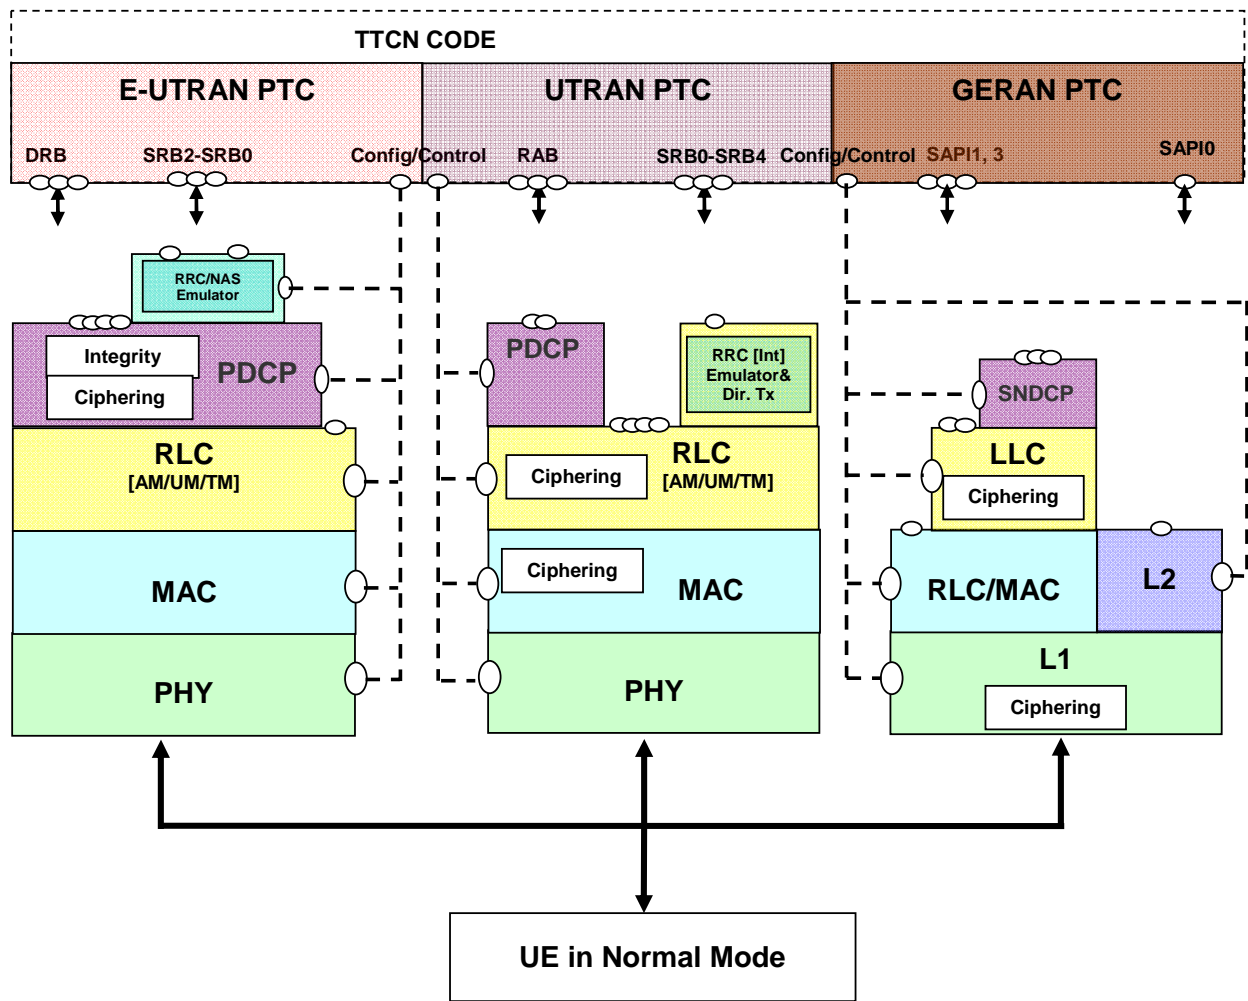 TTCN CODE
E-UTRAN PTC
UTRAN PTC
GERAN PTC
DRB
SRB2-SRB0
Config/Control
RAB
SRB0-SRB4
Config/Control
SAPI1, 3
SAPI0
RRC/NAS
Emulator
Integrity
Ciphering
PDCP
RLC
[AM/UM/TM]
MAC
PHY
PDCP
RRC [Int]
Emulator&
Dir. Tx
RLC
[AM/UM/TM]
Ciphering
Ciphering
MAC
PHY
SNDCP
LLC
Ciphering
RLC/MAC
L2
L1
Ciphering
UE in Normal Mode